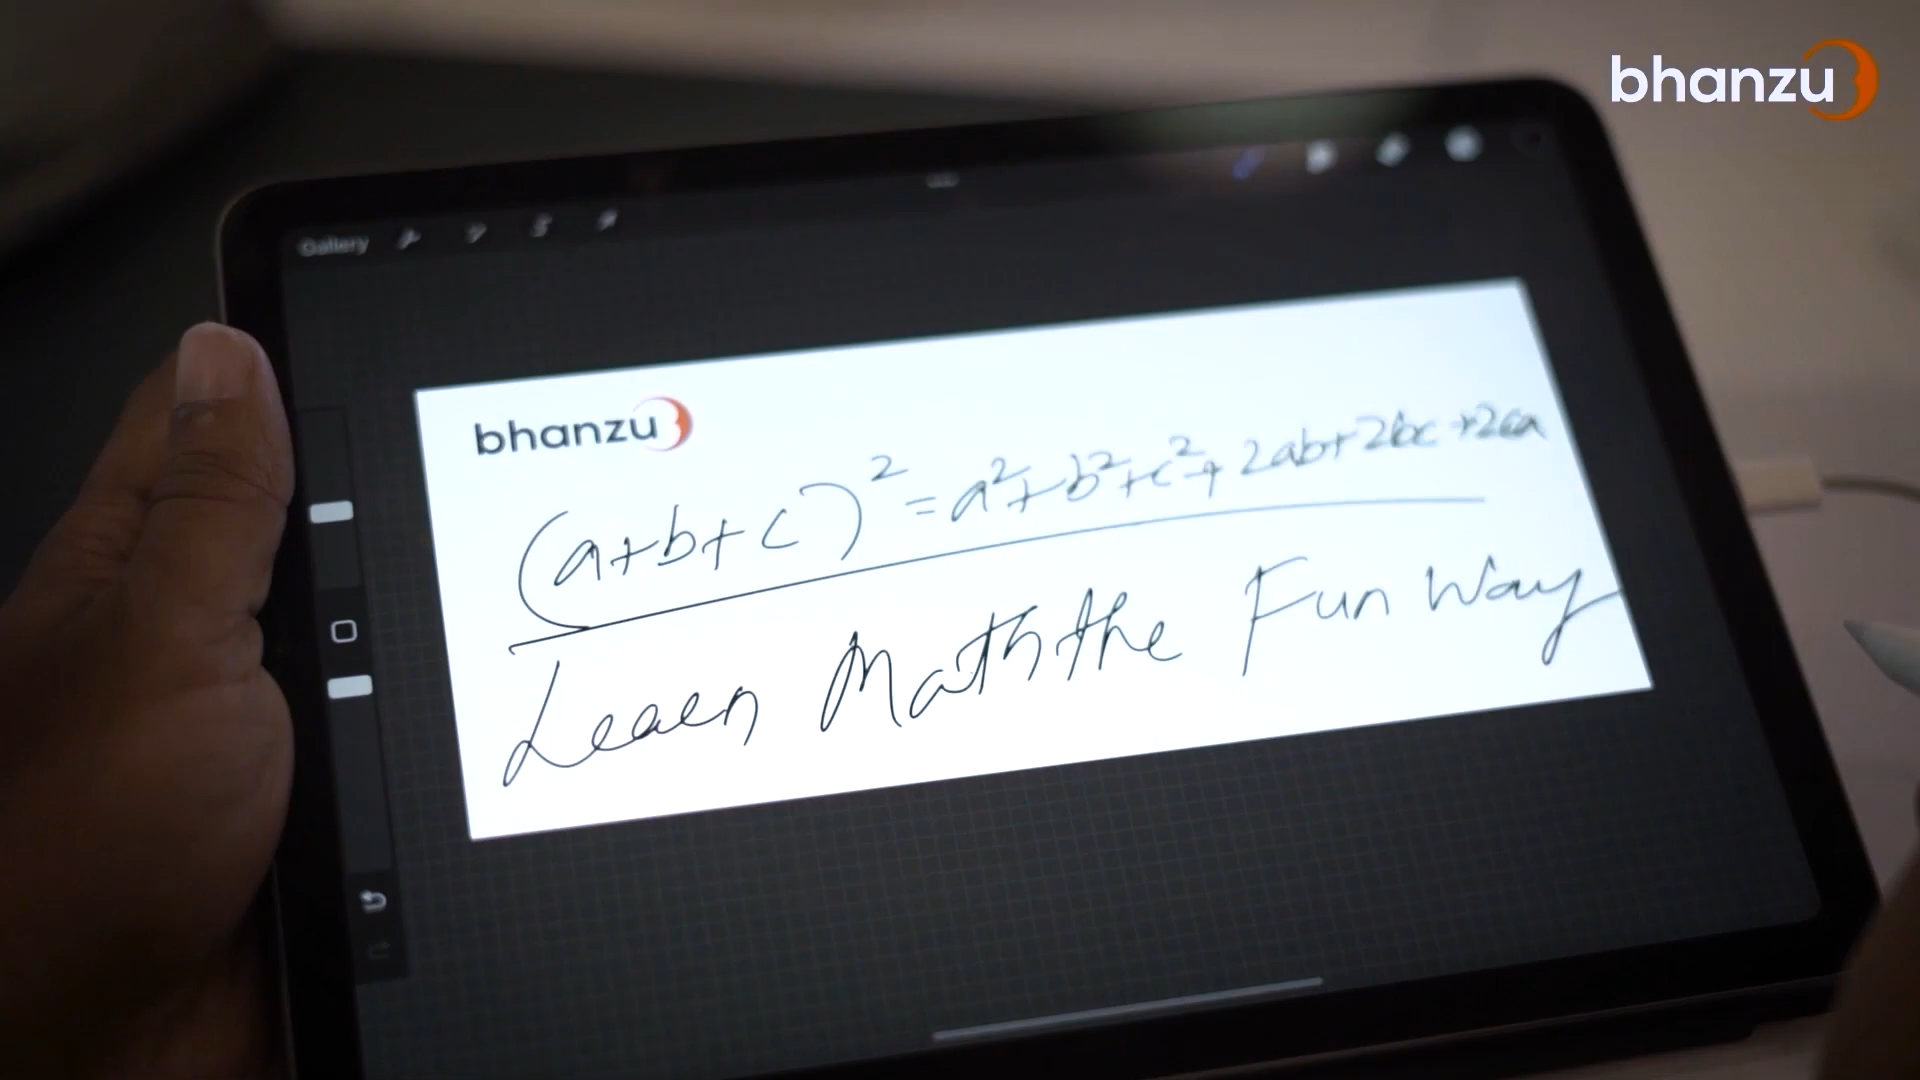 bhanzu
Gallery
bhanzu
(a+b+c)² = a²+b²+c²+2ab+2bc+2ca
Learn Math the Fun Way